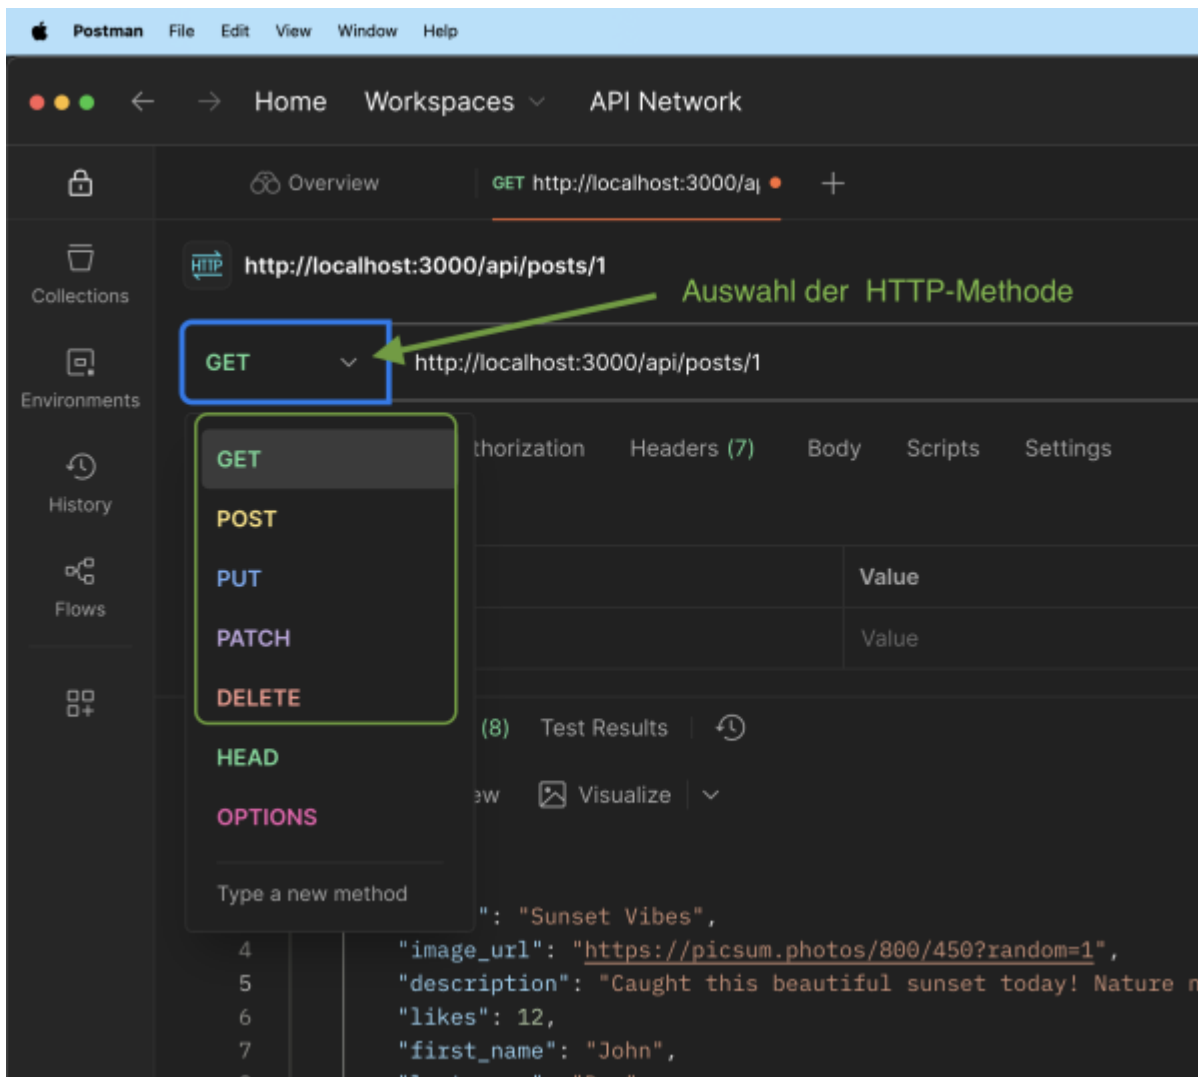 Postman File Edit View Window Help
Home Workspaces API Network
Overview GET http://localhost:3000/a
HTTP http://localhost:3000/api/posts/1
Collections
Auswahl der HTTP-Methode
GET http://localhost:3000/api/posts/1
Environments
GET thorization Headers (7) Body Scripts Settings
History
POST
PUT Value
Flows
PATCH Value
DELETE
(8) Test Results
HEAD
ew Visualize
OPTIONS
Type a new method
": "Sunset Vibes",
4 "image_url": "https://picsum.photos/800/450?random=1",
5 "description": "Caught this beautiful sunset today! Nature
6 "likes": 12,
7 "first_name": "John",